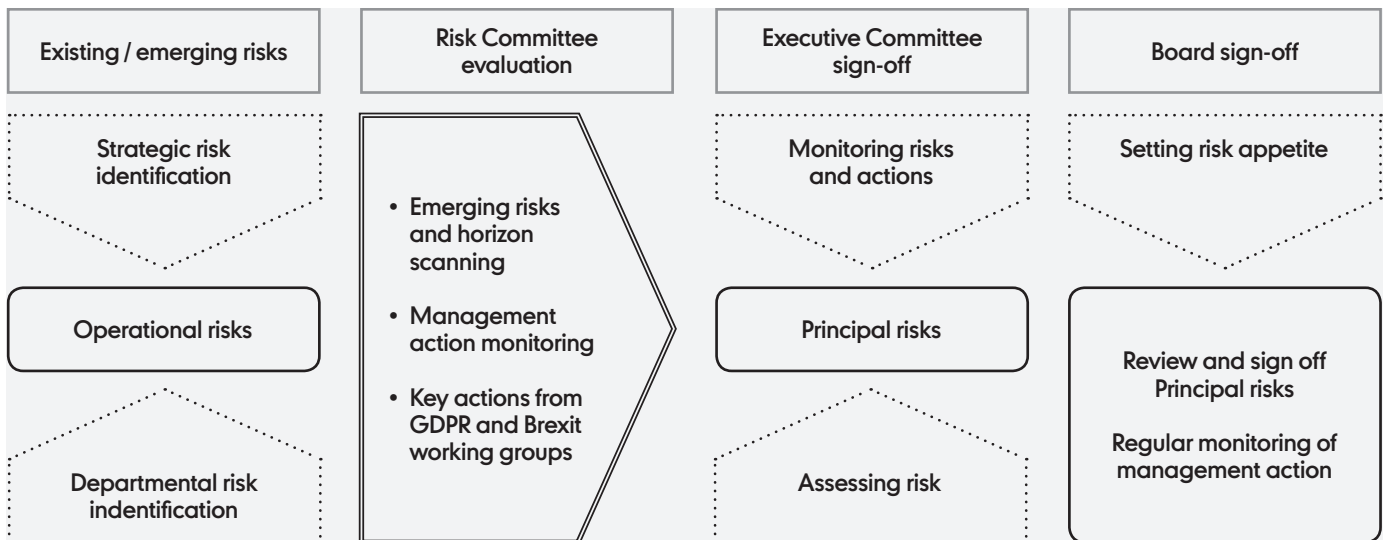 Existing / emerging risks
Strategic risk
identification
Operational risks
Departmental risk
indentification
Risk Committee
evaluation
• Emerging risks
and horizon
scanning
• Management
action monitoring
• Key actions from
GDPR and Brexit
working groups
Executive Committee
sign-off
Monitoring risks
and actions
Principal risks
Assessing risk
Board sign-off
Setting risk appetite
Review and sign off
Principal risks
Regular monitoring of
management action